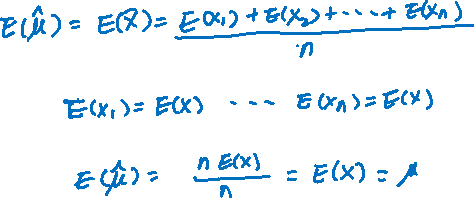 E(μ̂) = E(X̄) = (E(x₁) + E(x₂) + ... + E(xₙ)) / n
E(x₁) = E(x) ... E(xₙ) = E(x)
E(μ̂) = n E(x) / n = E(x) = μ